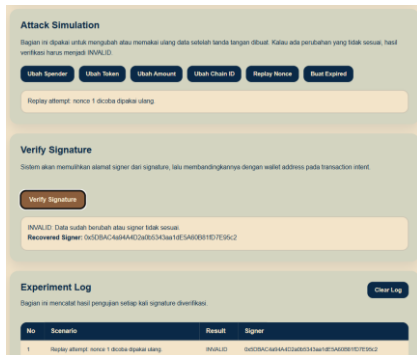 Attack Simulation
Bagian ini dipakai untuk mengubah atau memakai ulang data setelah tanda tangan dibuat. Kalau ada perubahan yang tidak sesuai, hasil
verifikasi harus menjadi INVALID.
Ubah Spender Ubah Token Ubah Amount Ubah Chain ID Replay Nonce Buat Expired
Replay attempt: nonce 1 dicoba dipakai ulang.
Verify Signature
Sistem akan memulihkan alamat signer dari signature, lalu membandingkannya dengan wallet address pada transaction intent.
Verify Signature
INVALID: Data sudah berubah atau signer tidak sesuai.
Recovered Signer:
Experiment Log
Clear Log
Bagian ini mencatat hasil pengujian setiap kali signature diverifikasi.
No Scenario Result Signer
1 Replay attempt: nonce 1 dicoba dipakai ulang. INVALID